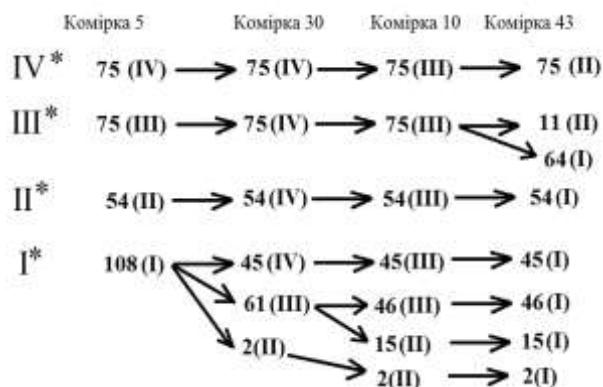 Комірка 5 Комірка 30 Комірка 10 Комірка 43
IV* 75 (IV) 75 (IV) 75 (III) 75 (II)
III* 75 (III) 75 (IV) 75 (III) 11 (II)
64 (I)
II* 54 (II) 54 (IV) 54 (III) 54 (I)
I* 108 (I) 45 (IV) 45 (III) 45 (I)
61 (III) 46 (III) 46 (I)
2(II) 15 (II) 15 (I)
2(II) 2(I)